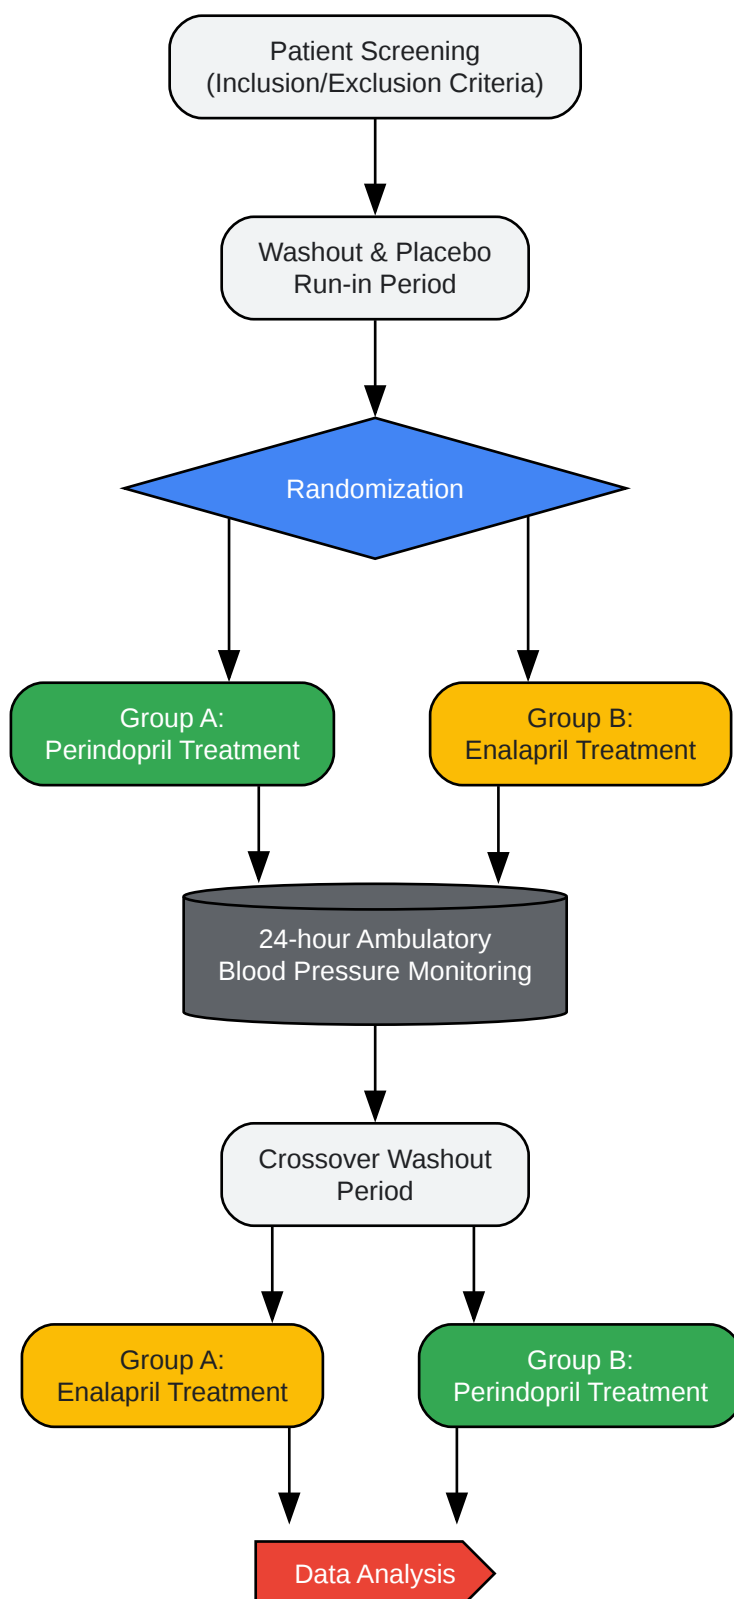 Patient Screening
(Inclusion/Exclusion Criteria)
Washout & Placebo
Run-in Period
Randomization
Group A:
Perindopril Treatment
Group B:
Enalapril Treatment
24-hour Ambulatory
Blood Pressure Monitoring
Crossover Washout
Period
Group A:
Enalapril Treatment
Group B:
Perindopril Treatment
Data Analysis